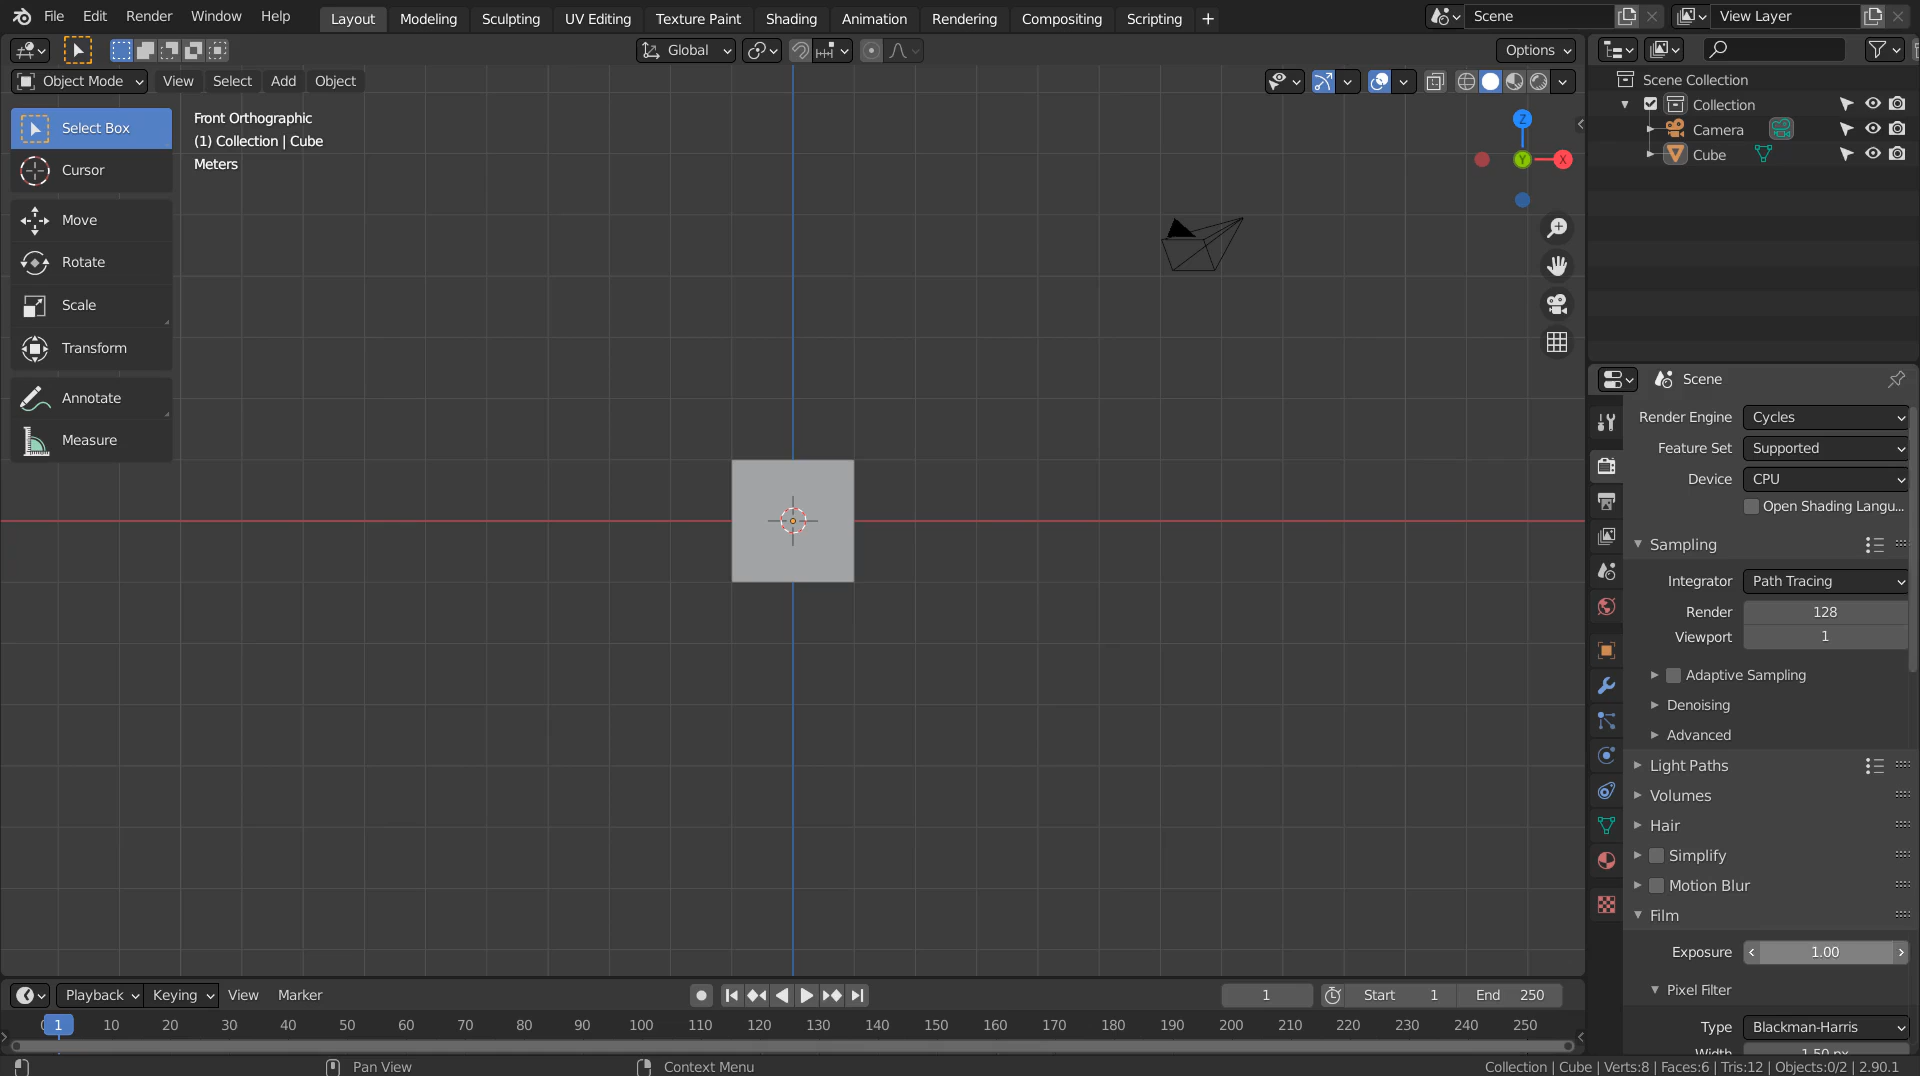 File Edit Render Window Help Layout Modeling Sculpting UV Editing Texture Paint Shading Animation Rendering Compositing Scripting + Scene View Layer
Global Options
Object Mode View Select Add Object
Select Box
Cursor
Move
Rotate
Scale
Transform
Annotate
Measure
Front Orthographic
(1) Collection | Cube
Meters
Z
Y
X
Scene Collection
Collection
Camera
Cube
Scene
Render Engine Cycles
Feature Set Supported
Device CPU
Open Shading Langu...
Sampling
Integrator Path Tracing
Render 128
Viewport 1
Adaptive Sampling
Denoising
Advanced
Light Paths
Volumes
Hair
Simplify
Motion Blur
Film
Exposure 1.00
Pixel Filter
Type Blackman-Harris
Width 1.50 px
Playback Keying View Marker 1 Start 1 End 250
1 10 20 30 40 50 60 70 80 90 100 110 120 130 140 150 160 170 180 190 200 210 220 230 240 250
Pan View Context Menu Collection | Cube | Verts:8 | Faces:6 | Tris:12 | Objects:0/2 | 2.90.1